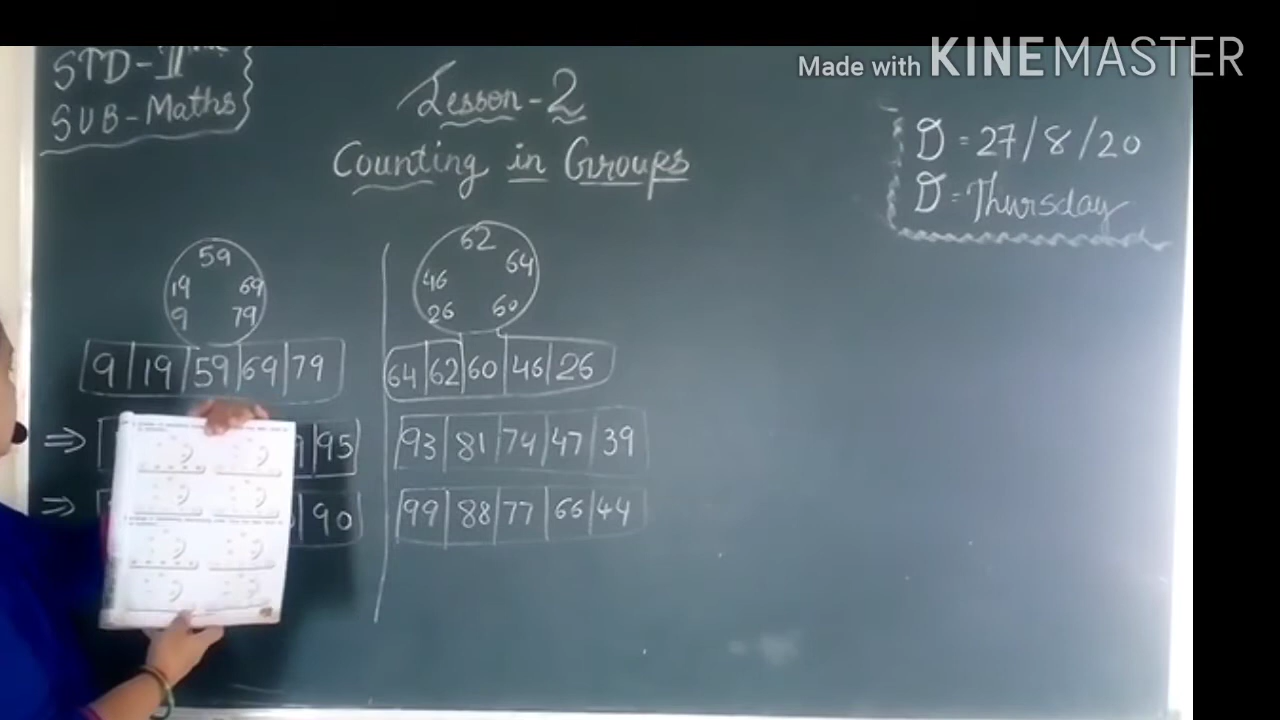 Made with KINEMASTER
STD - II
SUB - Maths
Lesson - 2
Counting in Groups
D = 27/8/20
D = Thursday
59
19 69
9 79
9 19 59 69 79
⇒ 95
⇒ 90
62
46 64
26 60
64 62 60 46 26
93 81 74 47 39
99 88 77 66 44